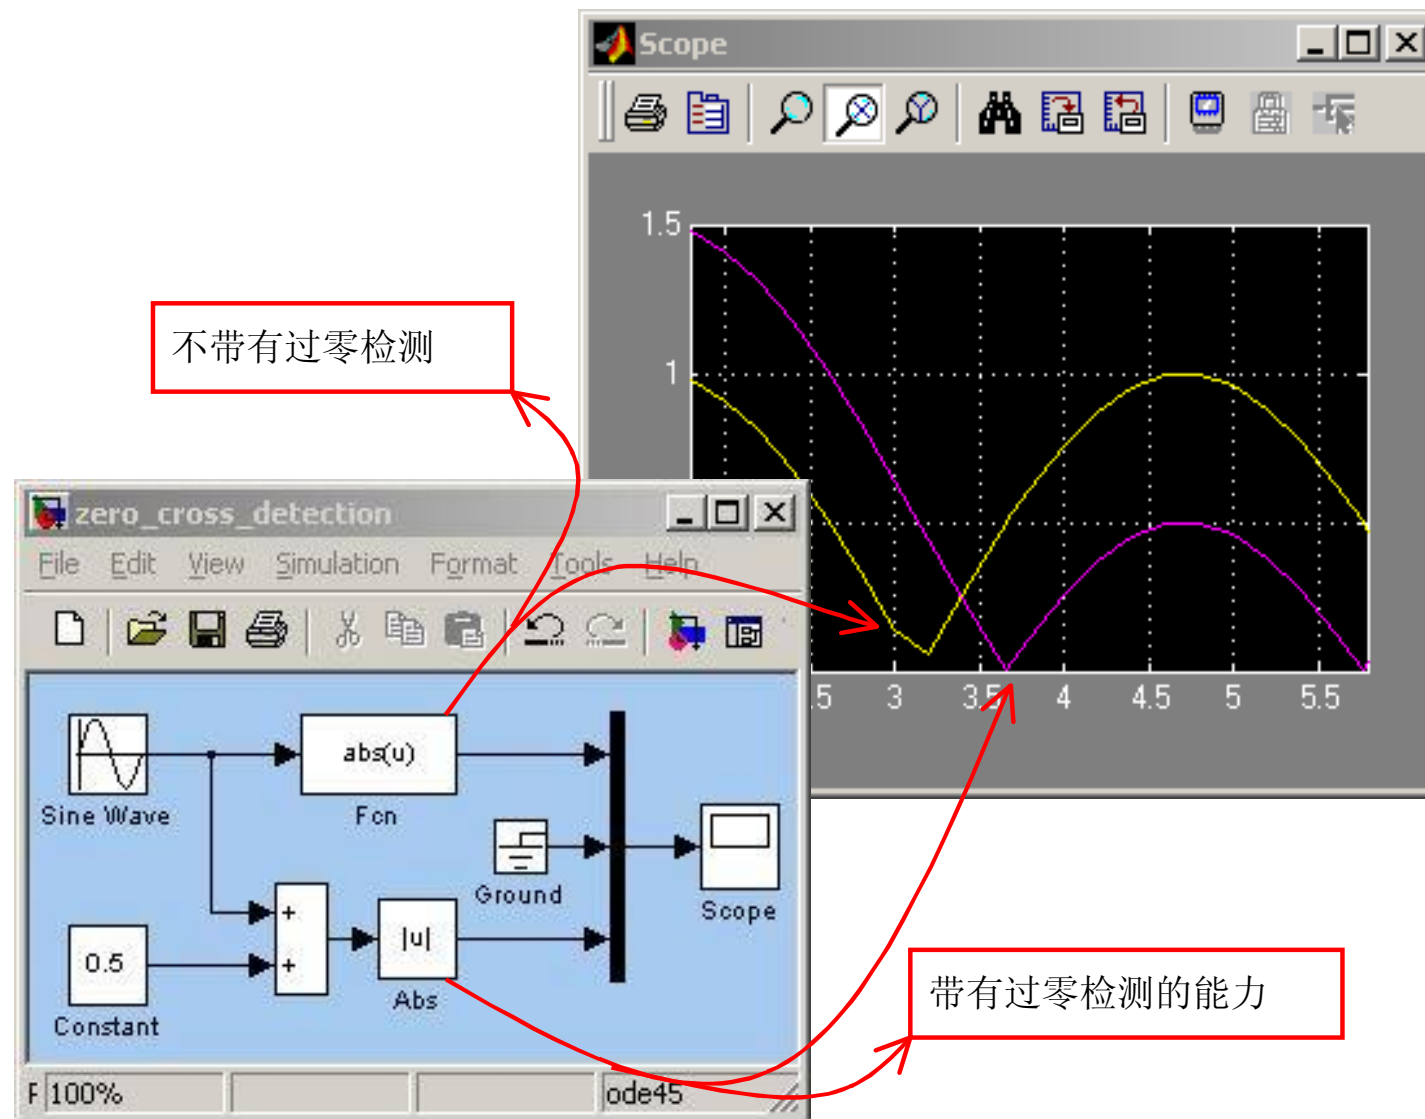 Scope
1.5
1
.5 3 3.5 4 4.5 5 5.5
不带有过零检测
zero_cross_detection
File Edit View Simulation Format Tools Help
abs(u)
Sine Wave
Fcn
Ground
Scope
+
+
|u|
Abs
0.5
Constant
F 100% ode45
带有过零检测的能力